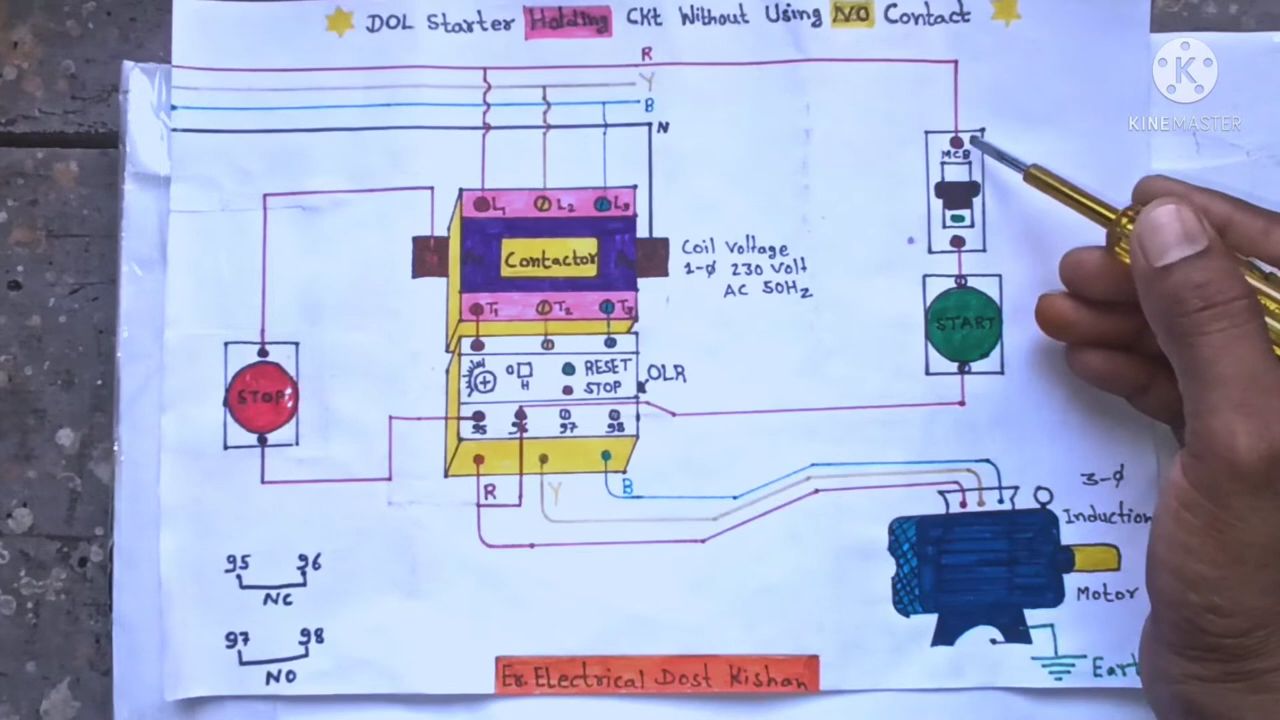 DOL Starter Holding CKt Without Using NO Contact
R
Y
B
N
K
KINEMASTER
MCB
L1 L2 L3
Contactor
Coil Voltage
1-Φ 230 Volt
AC 50Hz
T1 T2 T3
START
RESET
STOP
O
H
OLR
STOP
95 96 97 98
R Y B
3-Φ
Induction
Motor
95 96
NC
97 98
NO
Er. Electrical Dost Kishan
Eart